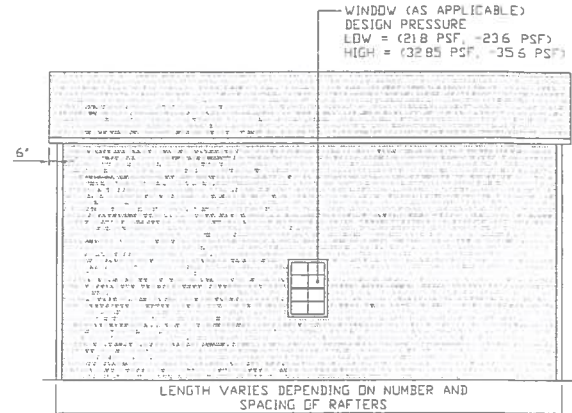 WINDOW (AS APPLICABLE)
DESIGN PRESSURE
LOW = (21.8 PSF, -23.6 PSF)
HIGH = (32.85 PSF, -35.6 PSF)
6"
LENGTH VARIES DEPENDING ON NUMBER AND
SPACING OF RAFTERS